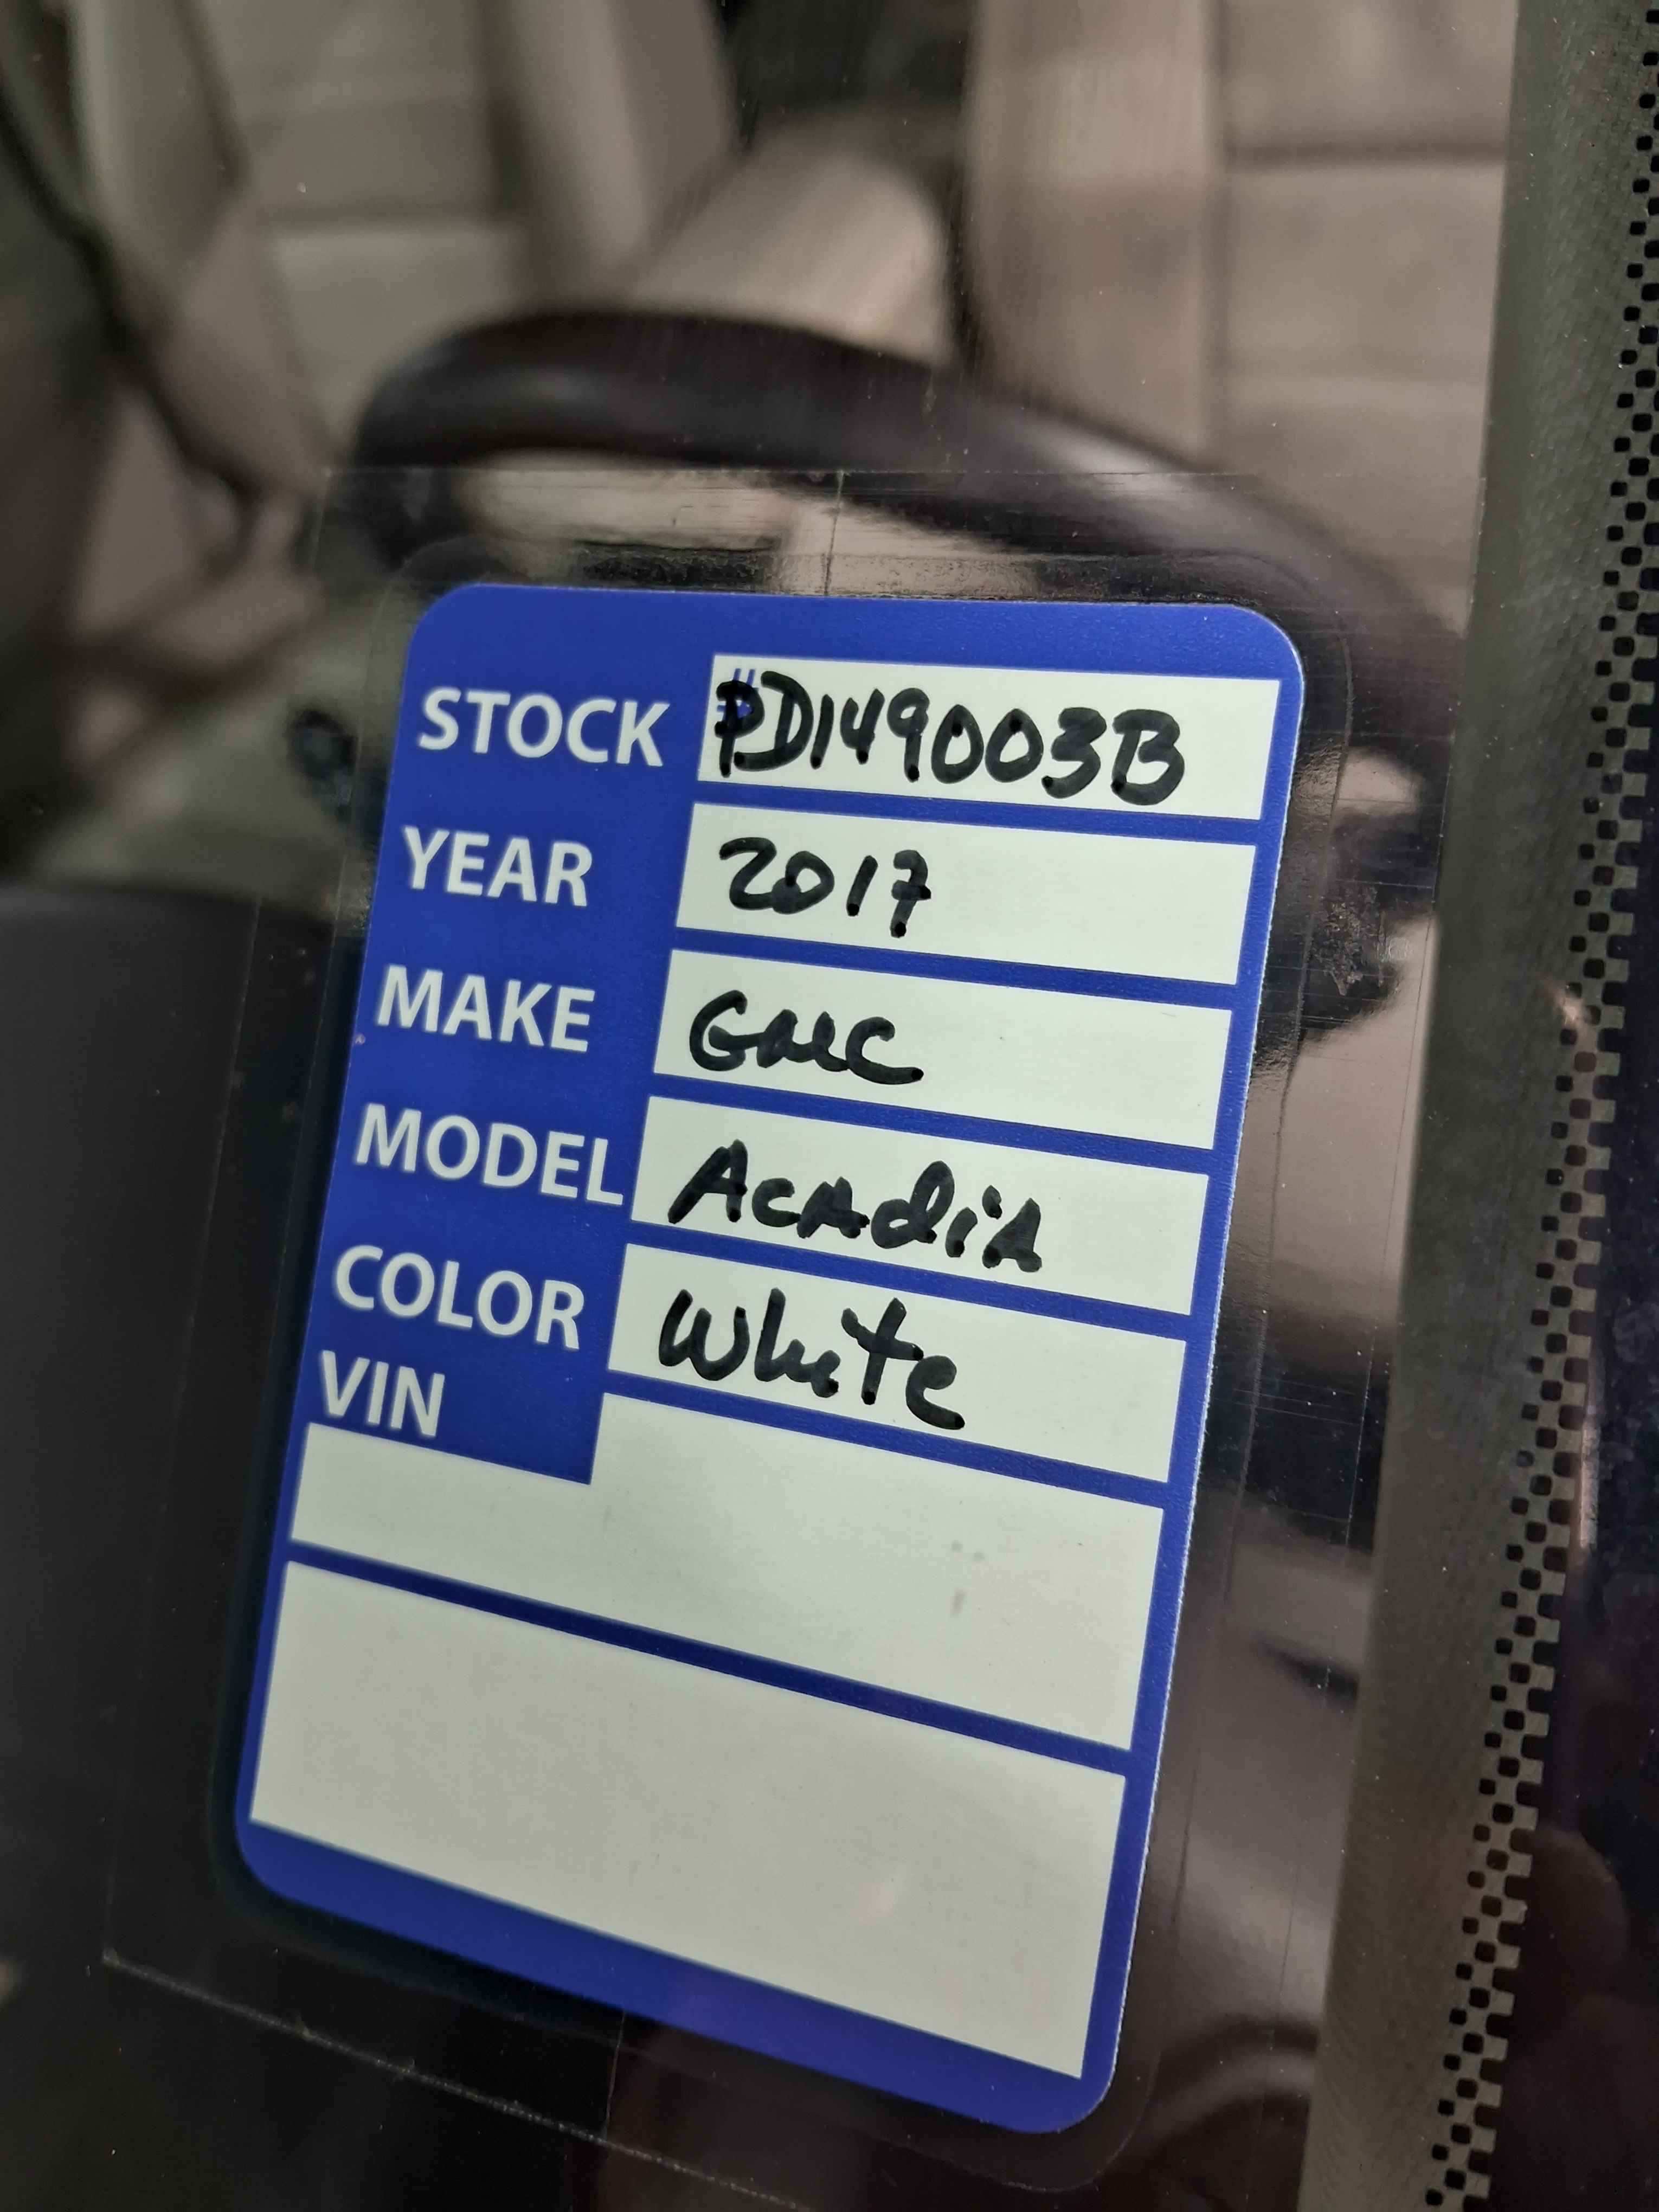 STOCK #PD149003B
YEAR 2017
MAKE GMC
MODEL AcAdiA
COLOR White
VIN